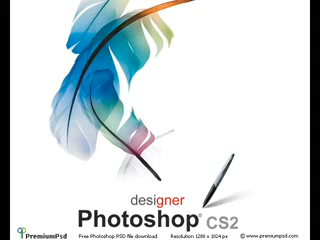 designer
Photoshop® CS2
PremiumPsd
Free Photoshop PSD file download
Resolution 1280 x 1024 px
© www.premiumpsd.com